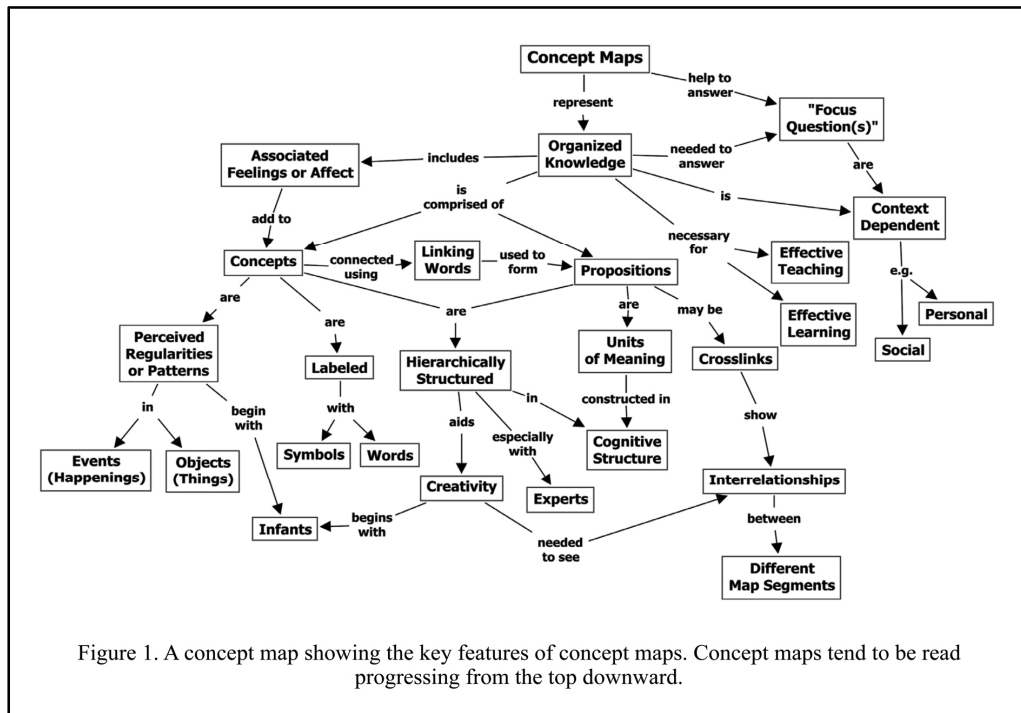 Concept Maps
help to
answer
represent
"Focus
Question(s)"
Associated
Feelings or Affect
includes
Organized
Knowledge
needed to
answer
are
is
comprised of
is
Context
Dependent
add to
necessary
for
Concepts
connected
using
Linking
Words
used to
form
Propositions
Effective
Teaching
e.g.
are
are
are
are
may be
Effective
Learning
Personal
Social
Perceived
Regularities
or Patterns
Labeled
Hierarchically
Structured
Units
of Meaning
Crosslinks
in
begin
with
with
aids
in
especially
with
constructed in
show
Events
(Happenings)
Objects
(Things)
Symbols
Words
Cognitive
Structure
Creativity
Experts
Interrelationships
Infants
begins
with
needed
to see
between
Different
Map Segments
Figure 1. A concept map showing the key features of concept maps. Concept maps tend to be read
progressing from the top downward.